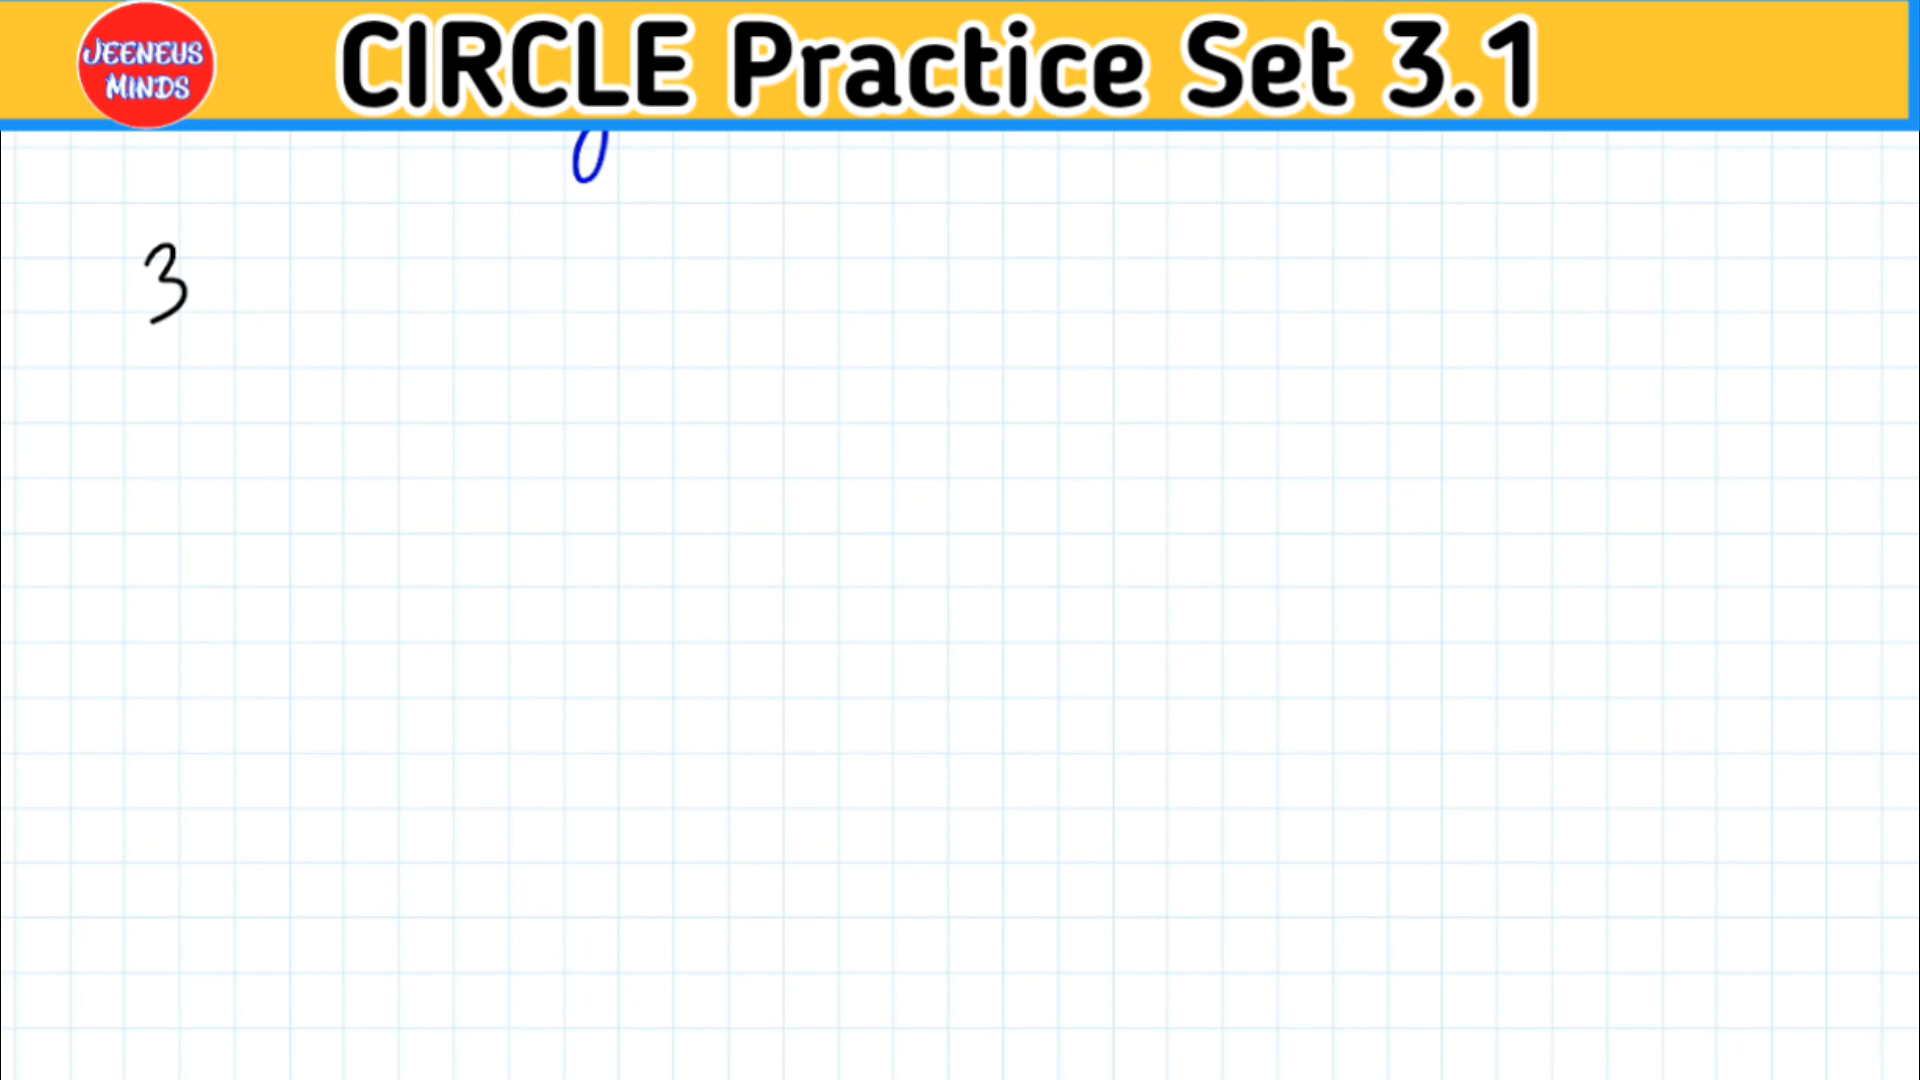 JEENEUS
MINDS
CIRCLE Practice Set 3.1
3